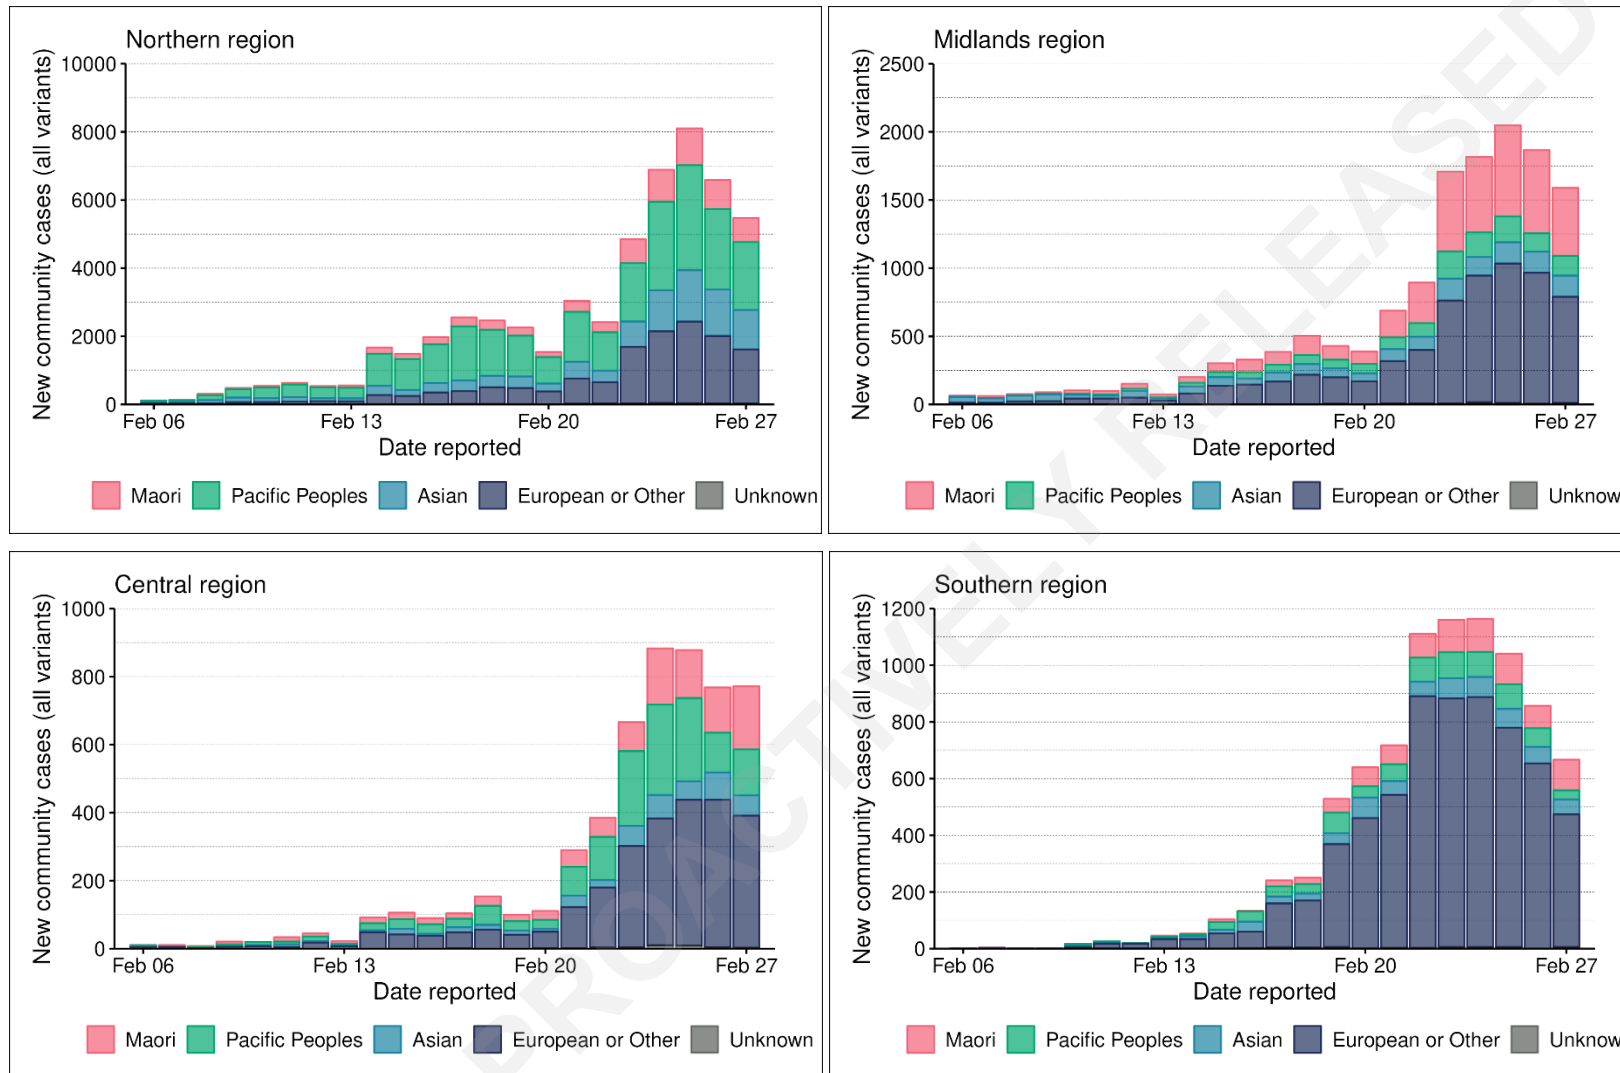 Northern region
New community cases (all variants)
10000
8000
6000
4000
2000
0
Feb 06 Feb 13 Feb 20 Feb 27
Date reported
Maori Pacific Peoples Asian European or Other Unknown
Midlands region
New community cases (all variants)
2500
2000
1500
1000
500
0
Feb 06 Feb 13 Feb 20 Feb 27
Date reported
Maori Pacific Peoples Asian European or Other Unknow
Central region
New community cases (all variants)
1000
800
600
400
200
0
Feb 06 Feb 13 Feb 20 Feb 27
Date reported
Maori Pacific Peoples Asian European or Other Unknown
Southern region
New community cases (all variants)
1200
1000
800
600
400
200
0
Feb 06 Feb 13 Feb 20 Feb 27
Date reported
Maori Pacific Peoples Asian European or Other Unknow
PROACTIVELY RELEASED